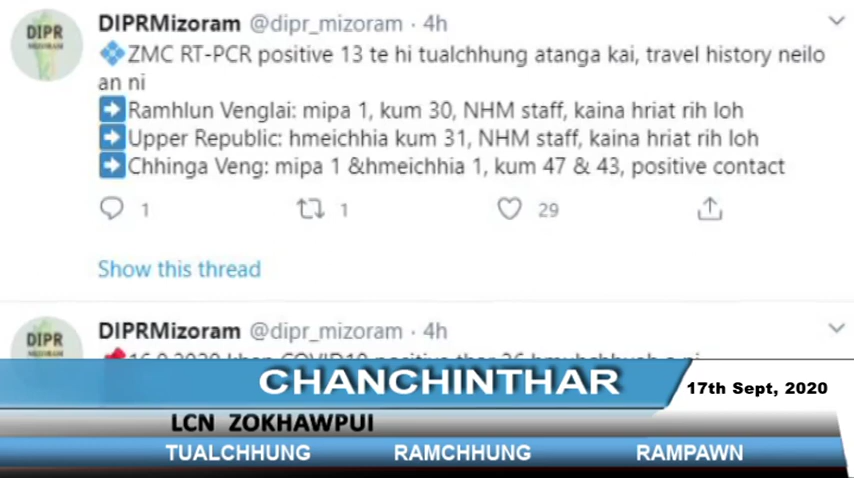 DIPR
MIZORAM
DIPRMizoram @dipr_mizoram · 4h
ZMC RT-PCR positive 13 te hi tualchhung atanga kai, travel history neilo
an ni
Ramhlun Venglai: mipa 1, kum 30, NHM staff, kaina hriat rih loh
Upper Republic: hmeichhia kum 31, NHM staff, kaina hriat rih loh
Chhinga Veng: mipa 1 &hmeichhia 1, kum 47 & 43, positive contact
1 1 29
Show this thread
DIPR
MIZORAM
DIPRMizoram @dipr_mizoram · 4h
CHANCHINTHAR
17th Sept, 2020
LCN ZOKHAWPUI
TUALCHHUNG RAMCHHUNG RAMPAWN